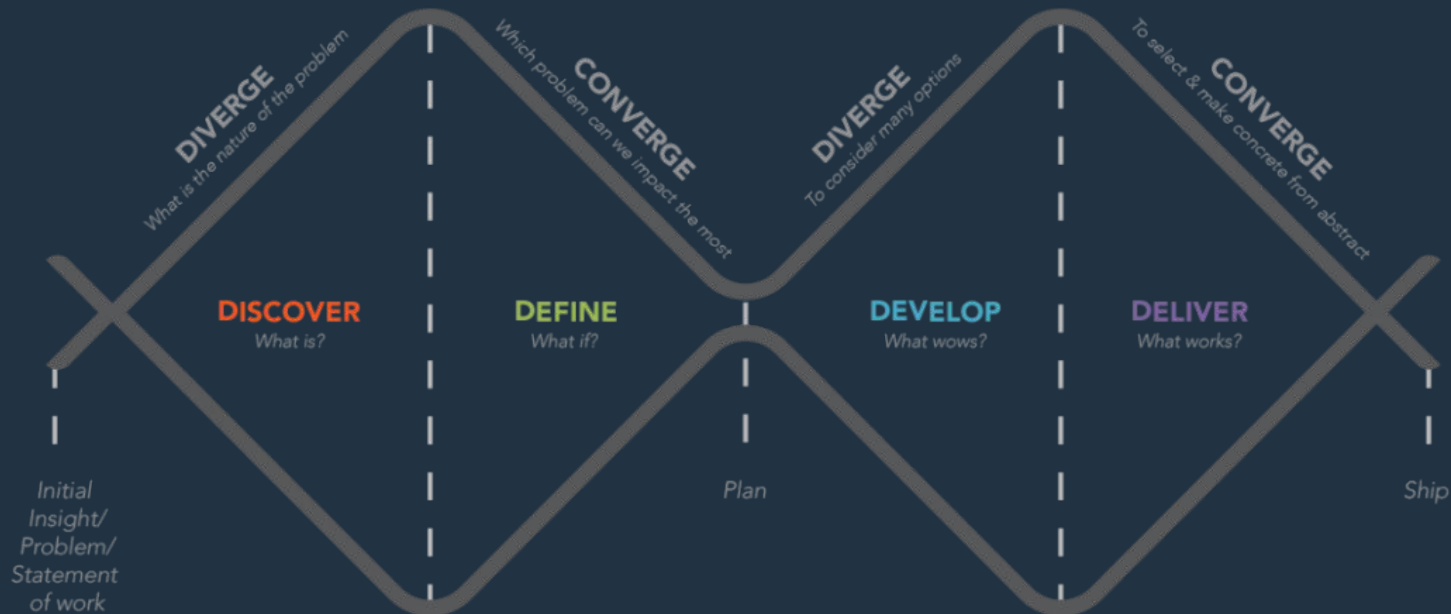 DIVERGE
What is the nature of the problem
CONVERGE
Which problem can we impact the most
DIVERGE
To consider many options
CONVERGE
To select & make concrete from abstract
DISCOVER
What is?
DEFINE
What if?
DEVELOP
What wows?
DELIVER
What works?
Initial
Insight/
Problem/
Statement
of work
Plan
Ship